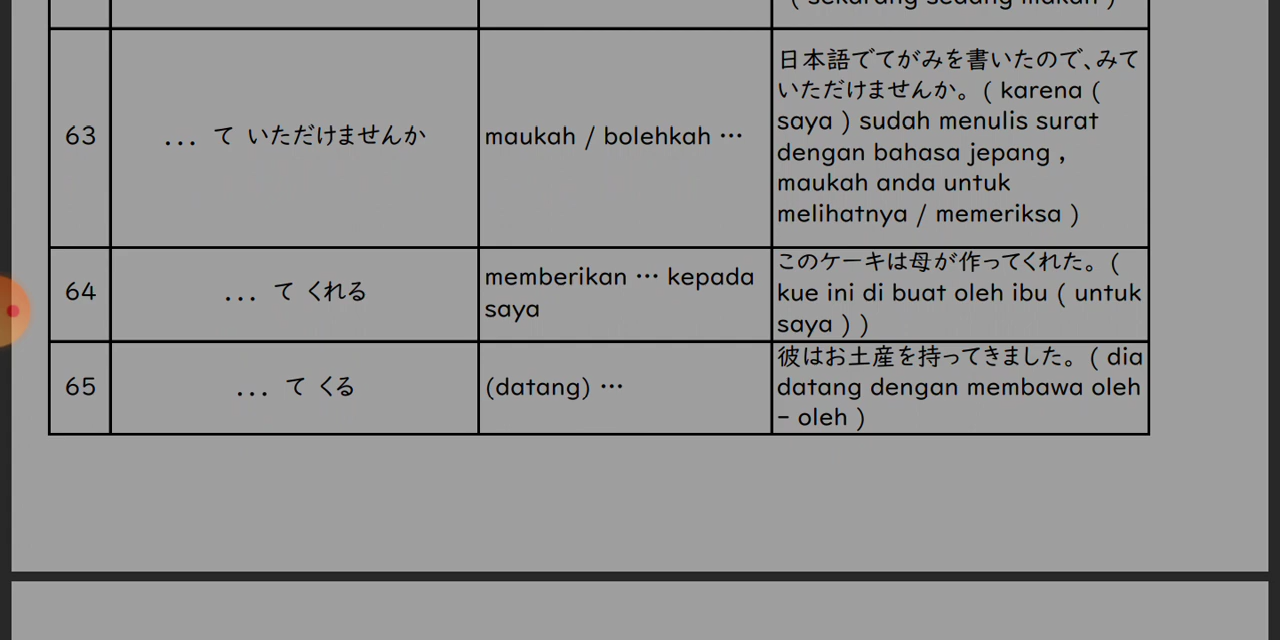 ( sekarang sedang makan )
63
... て いただけませんか
maukah / bolehkah ⋯
日本語でてがみを書いたので、みて
いただけませんか。 ( karena (
saya ) sudah menulis surat
dengan bahasa jepang ,
maukah anda untuk
melihatnya / memeriksa )
64
... て くれる
memberikan ⋯ kepada
saya
このケーキは母が作ってくれた。 (
kue ini di buat oleh ibu ( untuk
saya ) )
65
... て くる
(datang) ⋯
彼はお土産を持ってきました。 ( dia
datang dengan membawa oleh
– oleh )